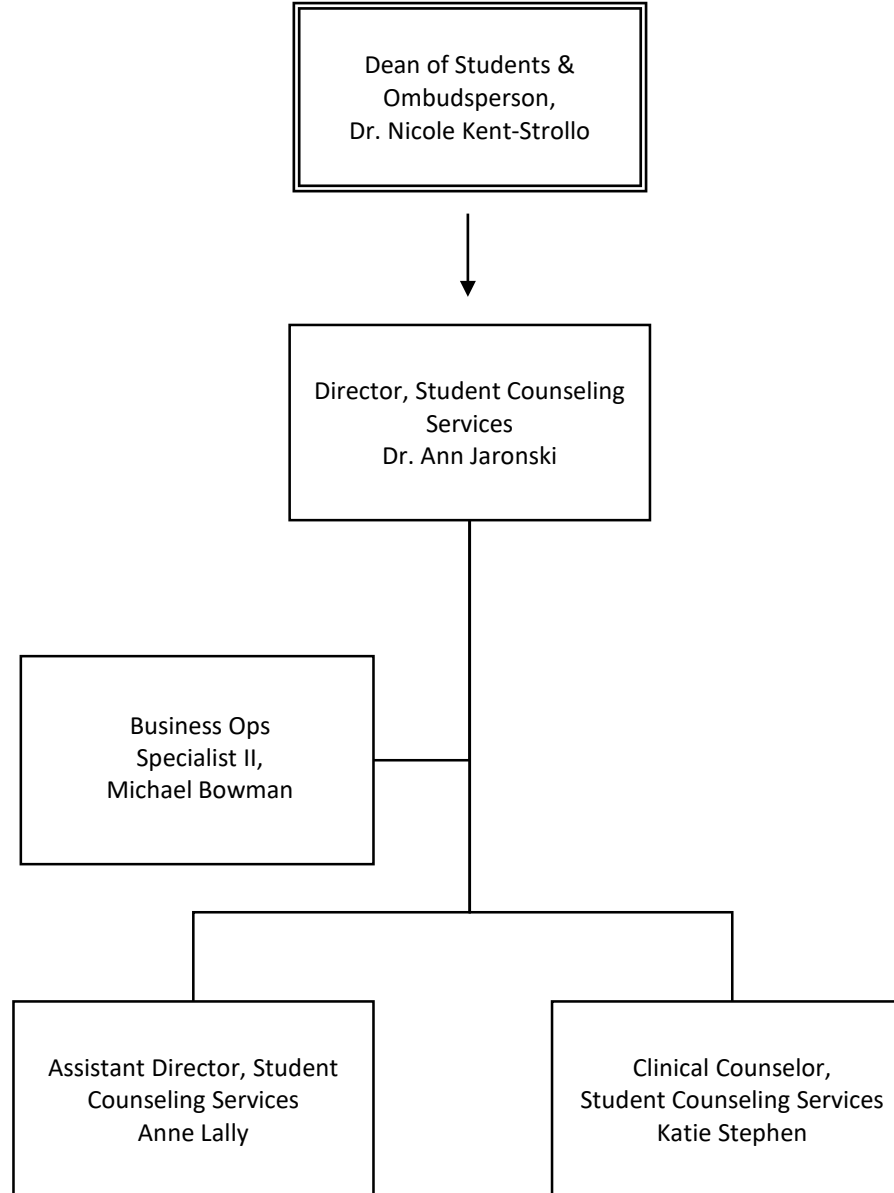 Dean of Students &
Ombudsperson,
Dr. Nicole Kent-Strollo
Director, Student Counseling
Services
Dr. Ann Jaronski
Business Ops
Specialist II,
Michael Bowman
Assistant Director, Student
Counseling Services
Anne Lally
Clinical Counselor,
Student Counseling Services
Katie Stephen